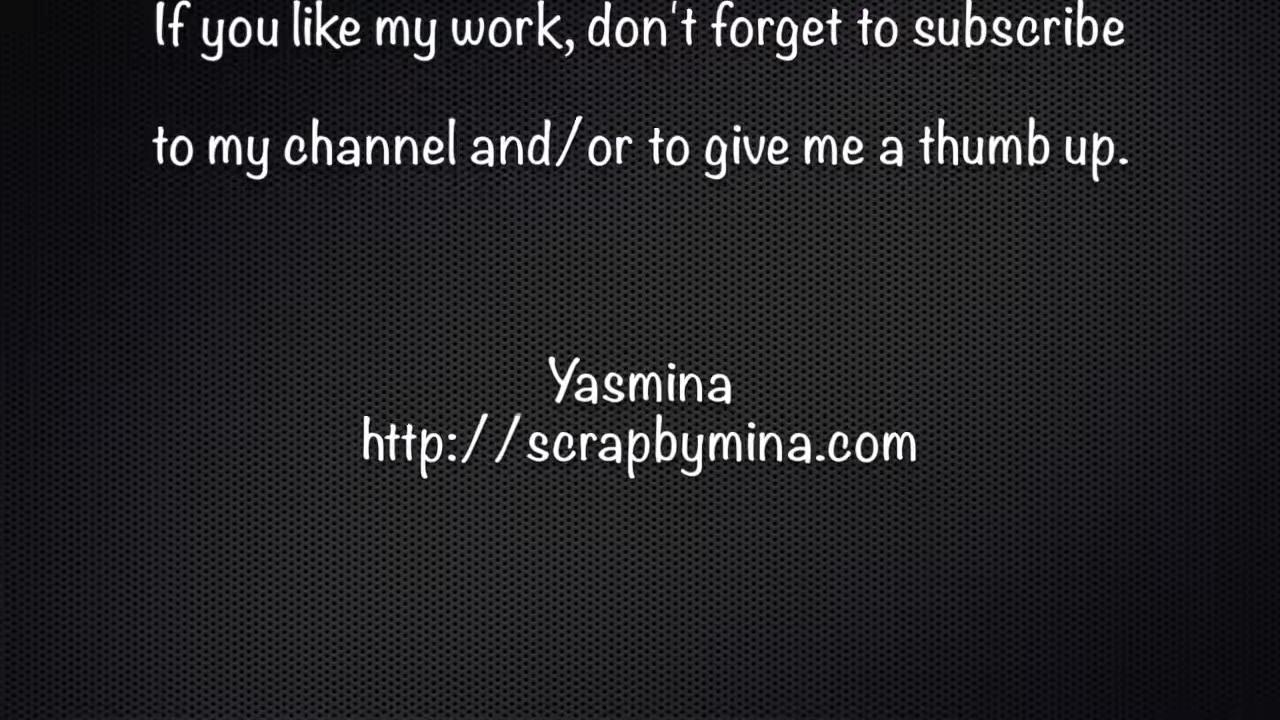 If you like my work, don't forget to subscribe
to my channel and/or to give me a thumb up.
Yasmina
http://scrapbymina.com